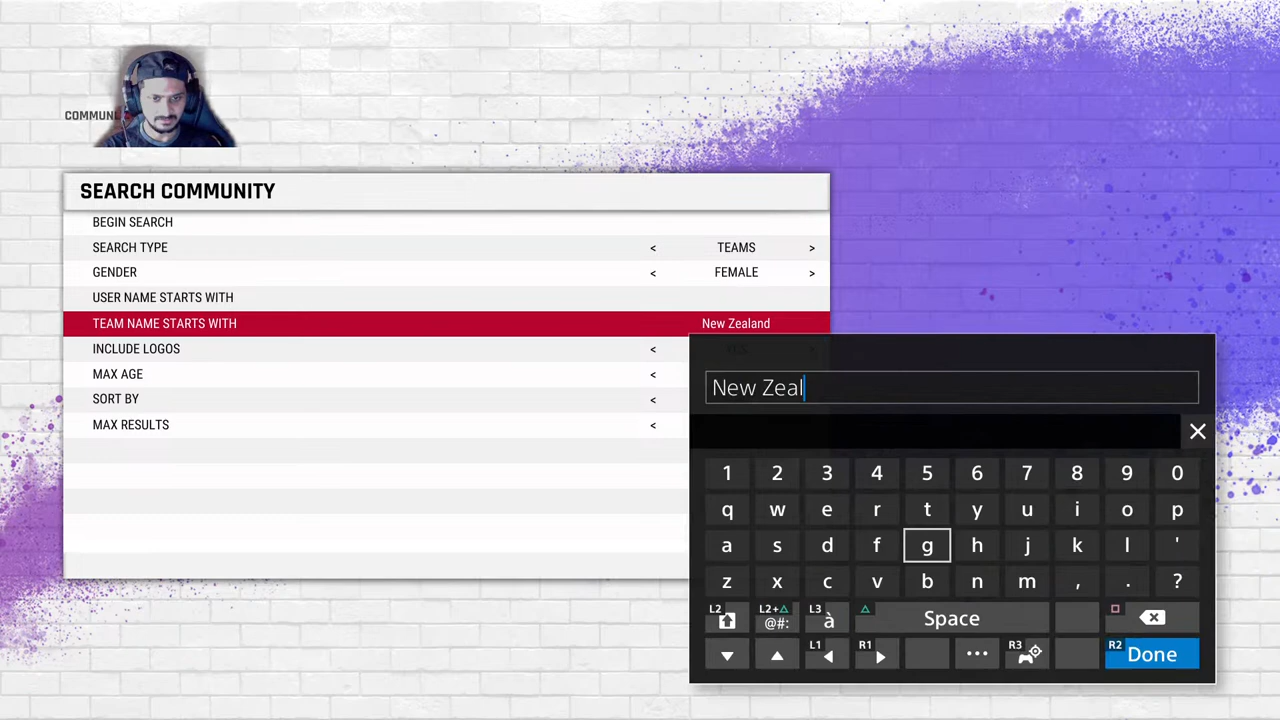 COMMUNI
SEARCH COMMUNITY
BEGIN SEARCH
SEARCH TYPE < TEAMS >
GENDER < FEMALE >
USER NAME STARTS WITH
TEAM NAME STARTS WITH New Zealand
INCLUDE LOGOS < YES >
MAX AGE <
SORT BY <
MAX RESULTS <
New Zeal
1 2 3 4 5 6 7 8 9 0
q w e r t y u i o p
a s d f g h j k l '
z x c v b n m , . ?
L2 L2+△ @#: L3 à △ Space □
L1 R1 ... R3 R2 Done